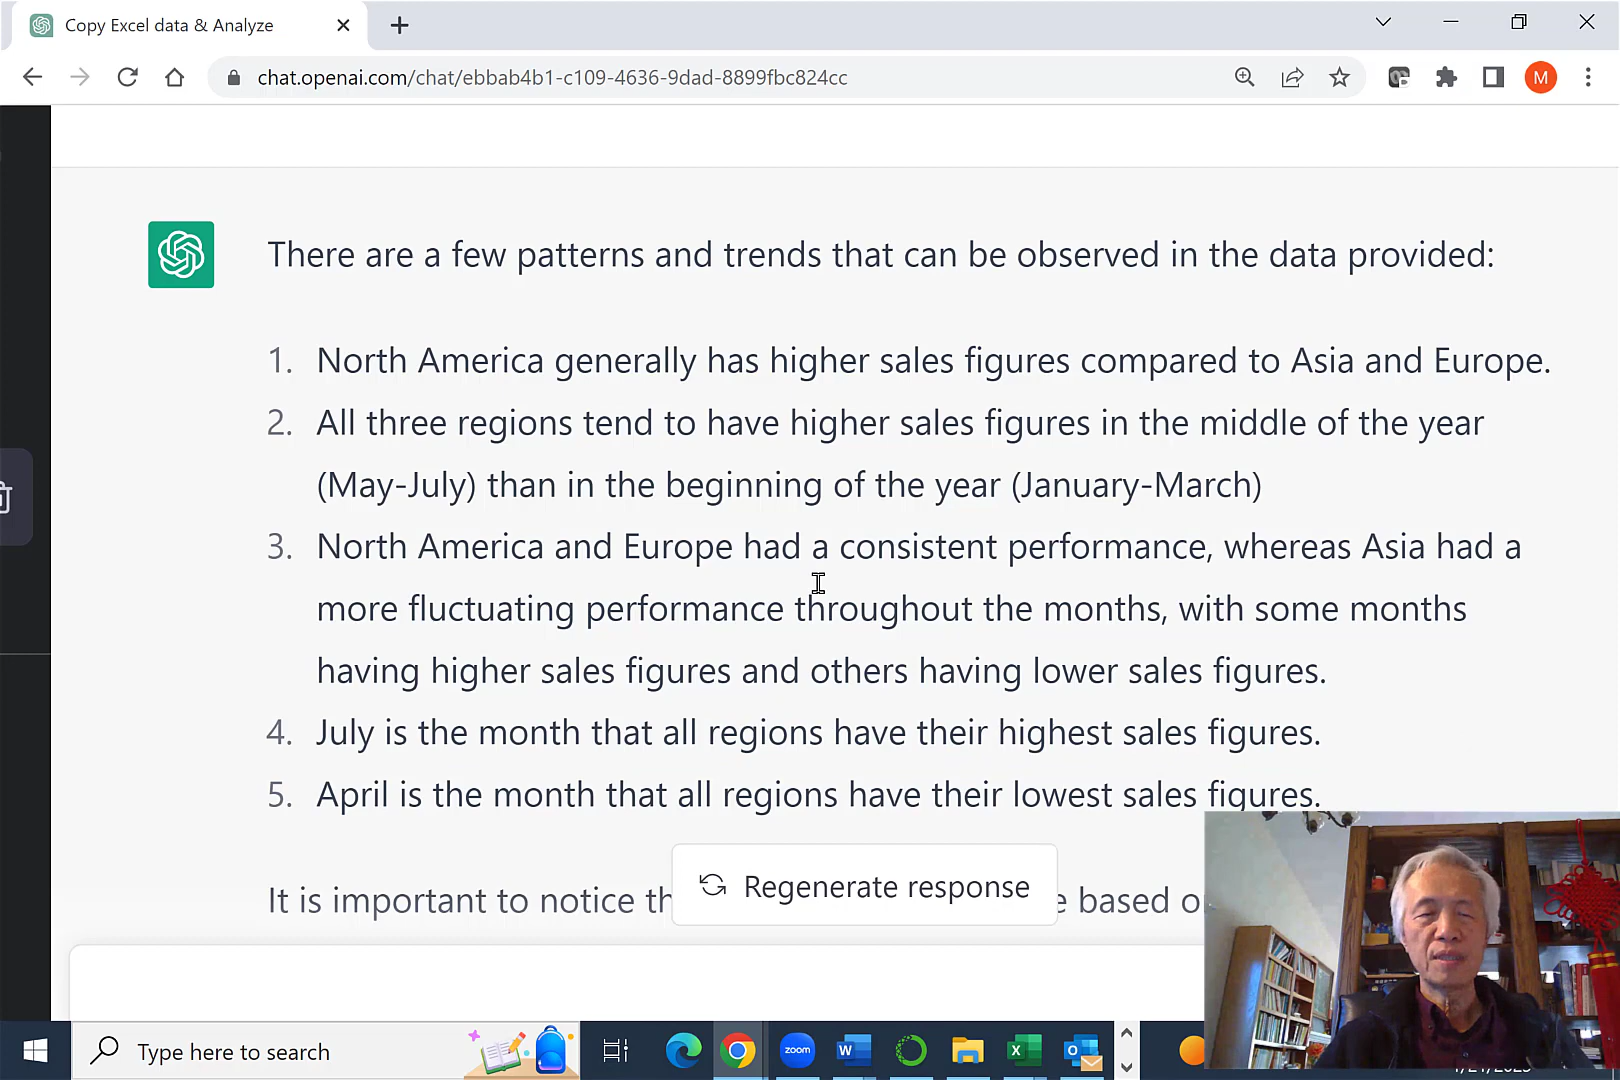 Copy Excel data & Analyze
chat.openai.com/chat/ebbab4b1-c109-4636-9dad-8899fbc824cc
M
There are a few patterns and trends that can be observed in the data provided:
1. North America generally has higher sales figures compared to Asia and Europe.
2. All three regions tend to have higher sales figures in the middle of the year
(May-July) than in the beginning of the year (January-March)
3. North America and Europe had a consistent performance, whereas Asia had a
more fluctuating performance throughout the months, with some months
having higher sales figures and others having lower sales figures.
4. July is the month that all regions have their highest sales figures.
5. April is the month that all regions have their lowest sales figures.
It is important to notice
based
Regenerate response
Type here to search
zoom